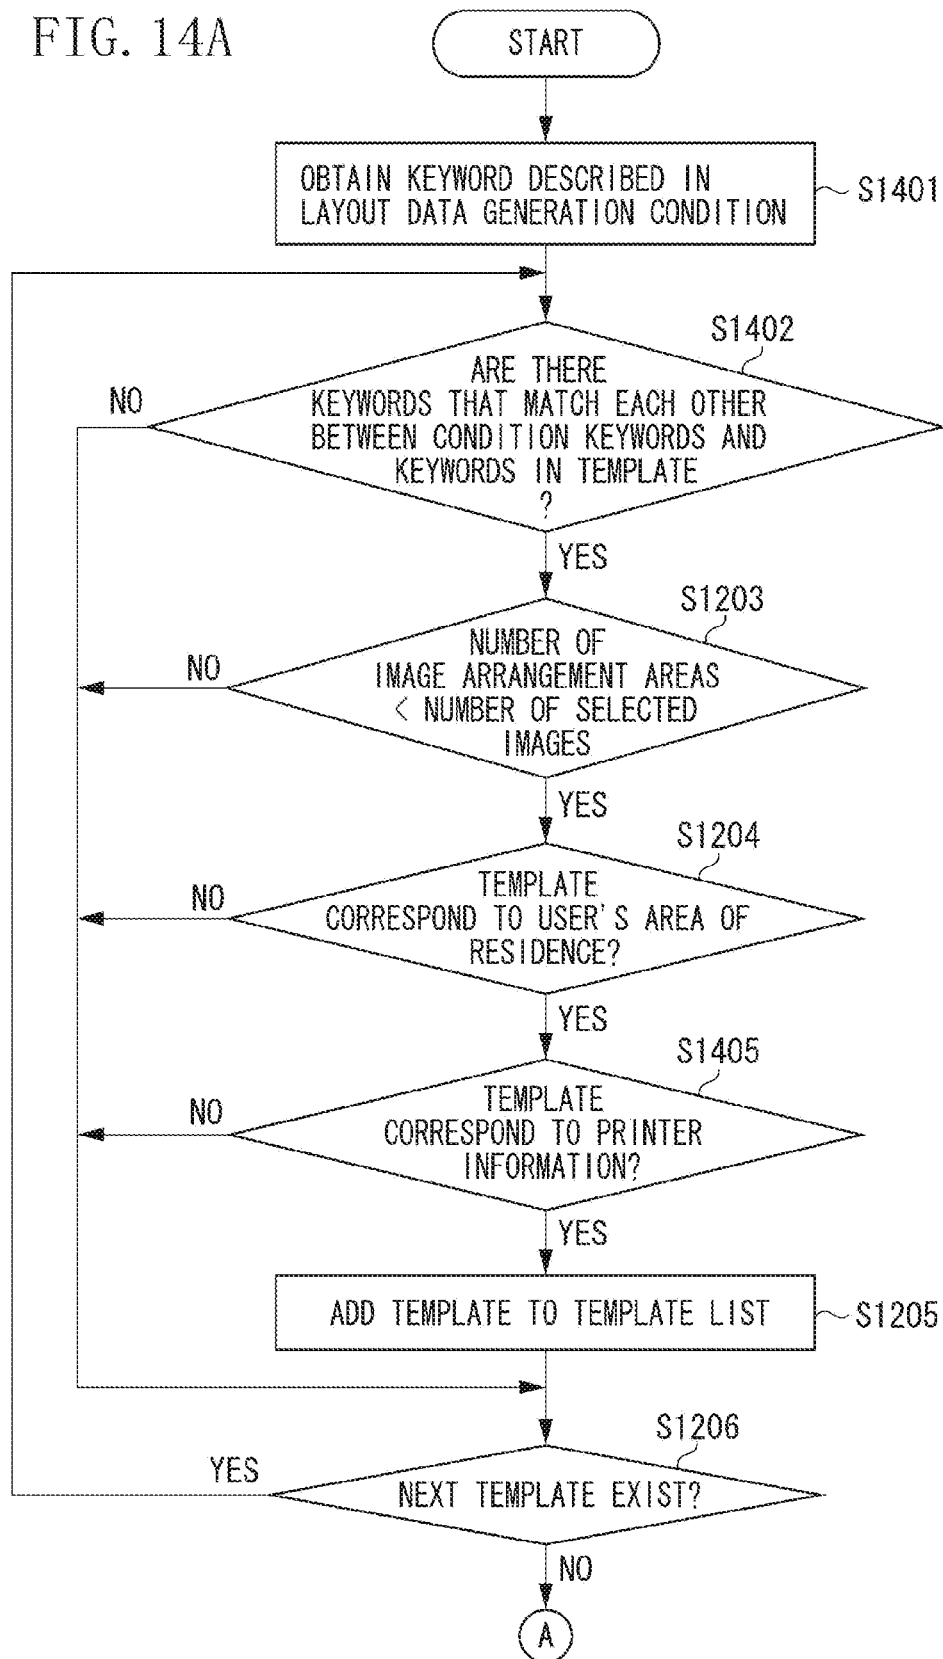 FIG. 14A
START
OBTAIN KEYWORD DESCRIBED IN
LAYOUT DATA GENERATION CONDITION
S1401
S1402
ARE THERE
KEYWORDS THAT MATCH EACH OTHER
BETWEEN CONDITION KEYWORDS AND
KEYWORDS IN TEMPLATE
?
NO
YES
S1203
NUMBER OF
IMAGE ARRANGEMENT AREAS
< NUMBER OF SELECTED
IMAGES
NO
YES
S1204
TEMPLATE
CORRESPOND TO USER'S AREA OF
RESIDENCE?
NO
YES
S1405
TEMPLATE
CORRESPOND TO PRINTER
INFORMATION?
NO
YES
ADD TEMPLATE TO TEMPLATE LIST
S1205
S1206
YES
NEXT TEMPLATE EXIST?
NO
A